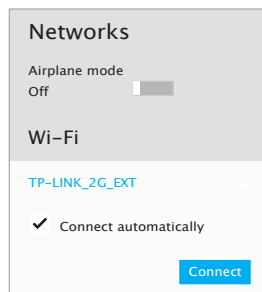 Networks
Airplane mode
Off
Wi-Fi
TP-LINK_2G_EXT
Connect automatically
Connect